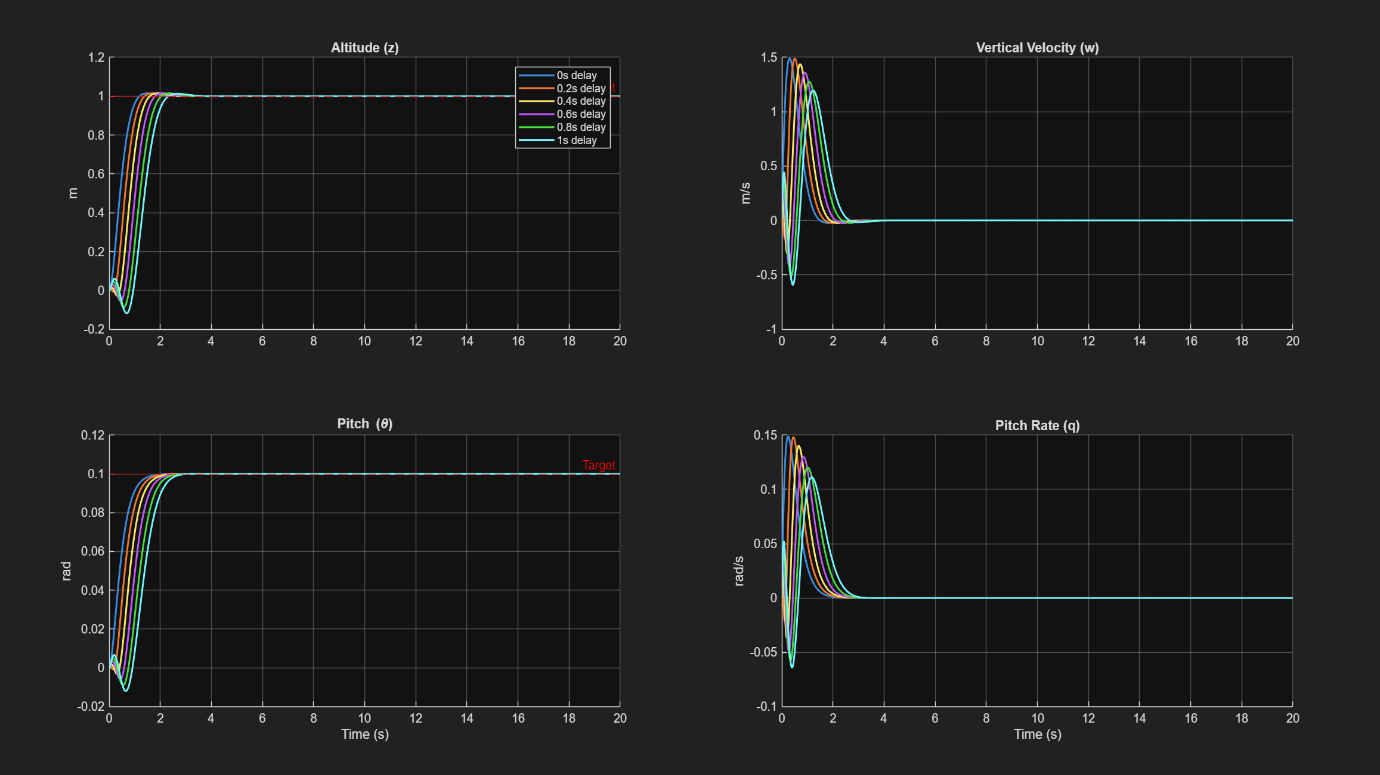 Altitude (z)
1.2
1
0.8
0.6
0.4
0.2
0
-0.2
m
0 2 4 6 8 10 12 14 16 18 20
0s delay
0.2s delay
0.4s delay
0.6s delay
0.8s delay
1s delay
Vertical Velocity (w)
1.5
1
0.5
0
-0.5
-1
m/s
0 2 4 6 8 10 12 14 16 18 20
Pitch (θ)
0.12
0.1
0.08
0.06
0.04
0.02
0
-0.02
rad
Target
0 2 4 6 8 10 12 14 16 18 20
Time (s)
Pitch Rate (q)
0.15
0.1
0.05
0
-0.05
-0.1
rad/s
0 2 4 6 8 10 12 14 16 18 20
Time (s)